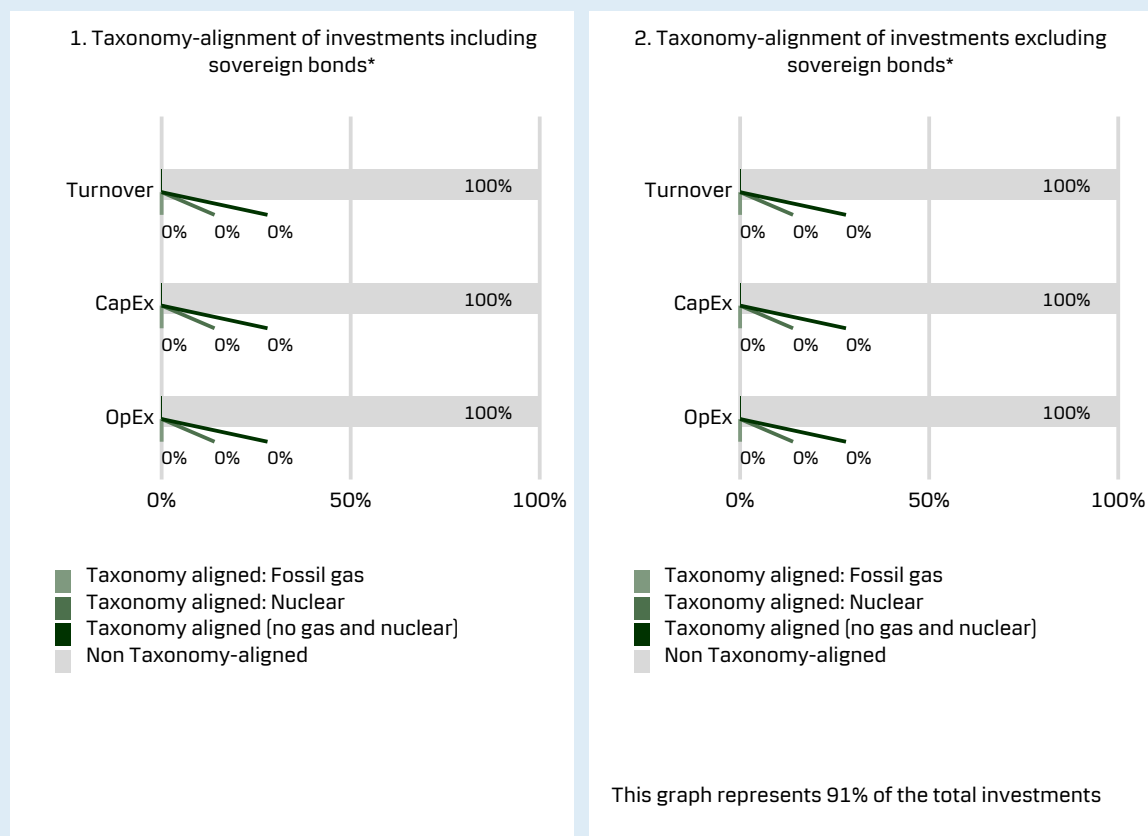 1. Taxonomy-alignment of investments including
sovereign bonds*
Turnover
100%
0% 0% 0%
CapEx
100%
0% 0% 0%
OpEx
100%
0% 0% 0%
0% 50% 100%
Taxonomy aligned: Fossil gas
Taxonomy aligned: Nuclear
Taxonomy aligned (no gas and nuclear)
Non Taxonomy-aligned
2. Taxonomy-alignment of investments excluding
sovereign bonds*
Turnover
100%
0% 0% 0%
CapEx
100%
0% 0% 0%
OpEx
100%
0% 0% 0%
0% 50% 100%
Taxonomy aligned: Fossil gas
Taxonomy aligned: Nuclear
Taxonomy aligned (no gas and nuclear)
Non Taxonomy-aligned
This graph represents 91% of the total investments